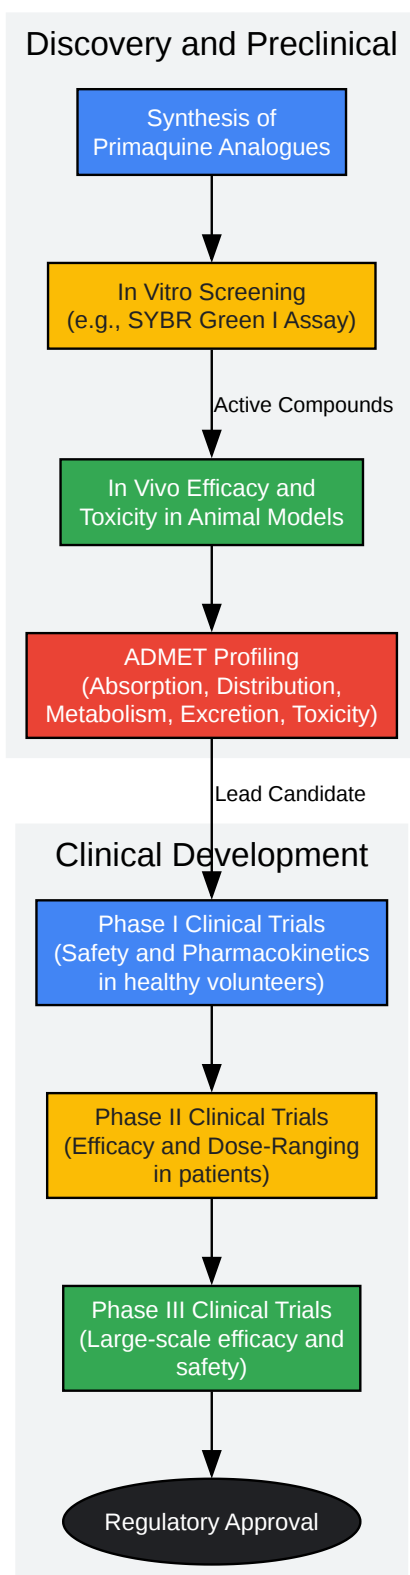 Discovery and Preclinical
Synthesis of
Primaquine Analogues
In Vitro Screening
(e.g., SYBR Green I Assay)
Active Compounds
In Vivo Efficacy and
Toxicity in Animal Models
ADMET Profiling
(Absorption, Distribution,
Metabolism, Excretion, Toxicity)
Lead Candidate
Clinical Development
Phase I Clinical Trials
(Safety and Pharmacokinetics
in healthy volunteers)
Phase II Clinical Trials
(Efficacy and Dose-Ranging
in patients)
Phase III Clinical Trials
(Large-scale efficacy and
safety)
Regulatory Approval